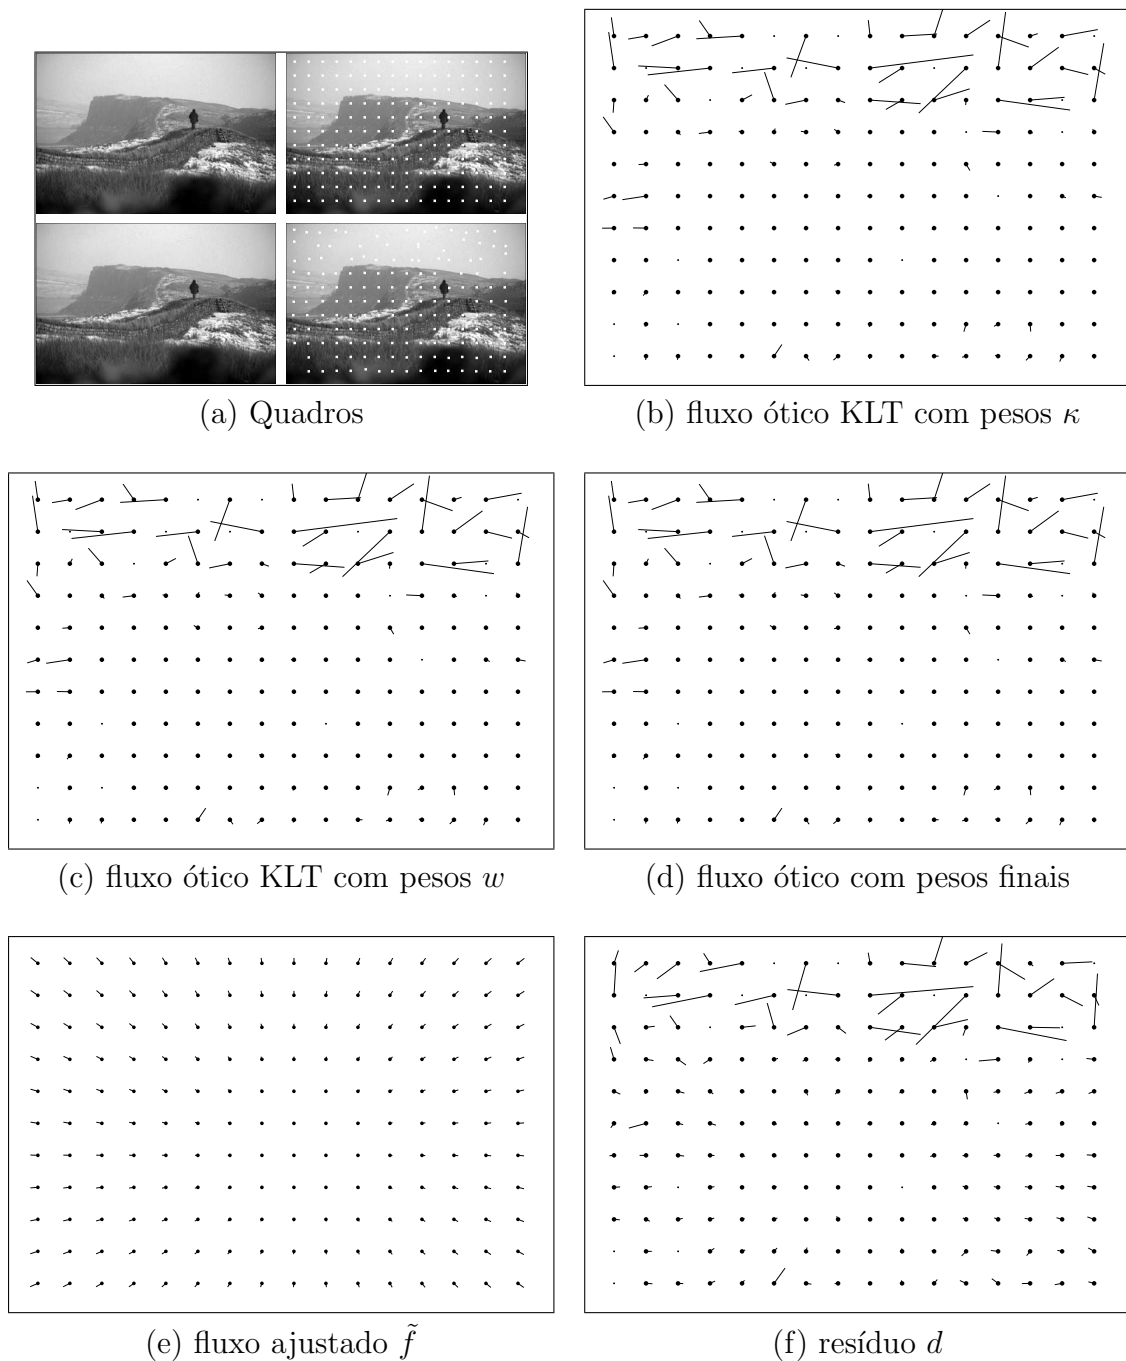 (a) Quadros
(b) fluxo ótico KLT com pesos κ
(c) fluxo ótico KLT com pesos w
(d) fluxo ótico com pesos finais
(e) fluxo ajustado f̃
(f) resíduo d